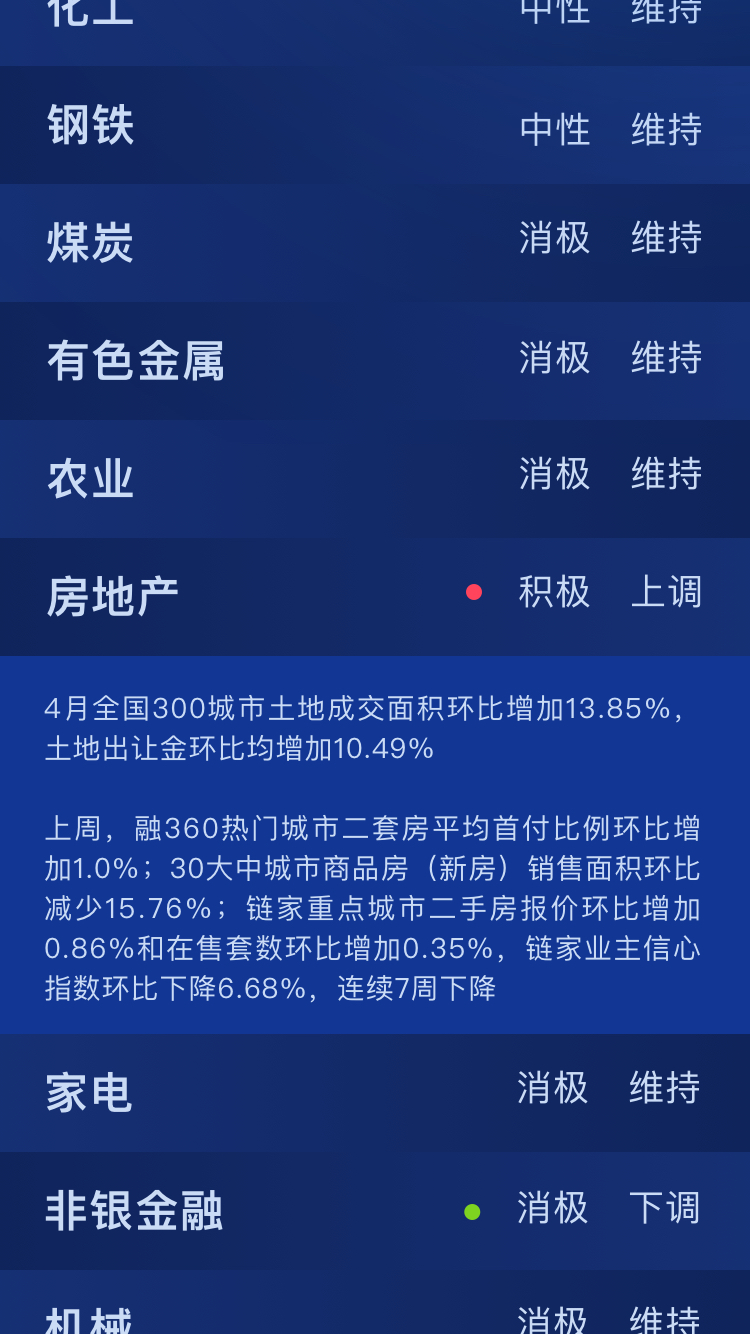 化工 中性 维持
钢铁 中性 维持
煤炭 消极 维持
有色金属 消极 维持
农业 消极 维持
房地产 积极 上调
4月全国300城市土地成交面积环比增加13.85%，
土地出让金环比均增加10.49%
上周，融360热门城市二套房平均首付比例环比增
加1.0%；30大中城市商品房（新房）销售面积环比
减少15.76%；链家重点城市二手房报价环比增加
0.86%和在售套数环比增加0.35%，链家业主信心
指数环比下降6.68%，连续7周下降
家电 消极 维持
非银金融 消极 下调
机械 消极 维持